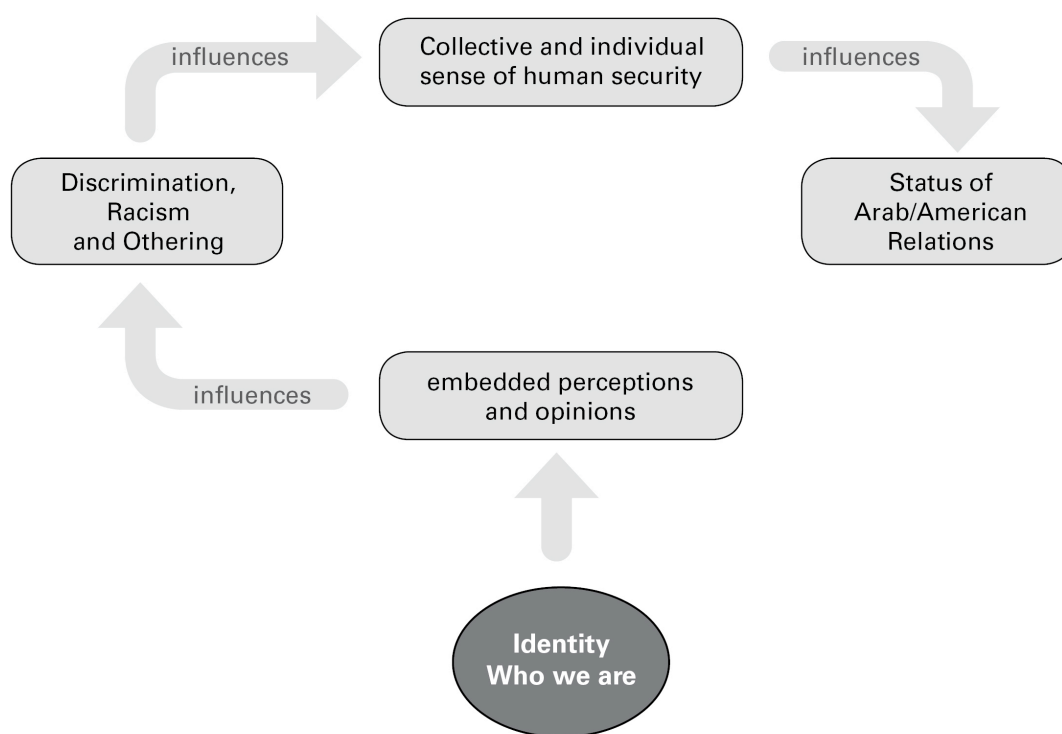 influences
Collective and individual
sense of human security
influences
Discrimination,
Racism
and Othering
Status of
Arab/American
Relations
influences
embedded perceptions
and opinions
Identity
Who we are